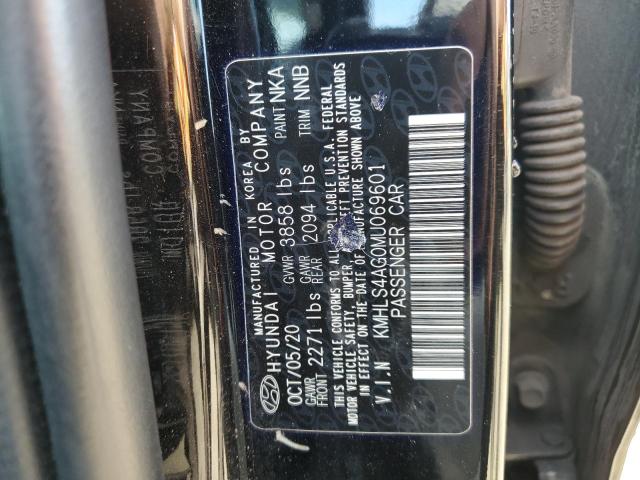 MANUFACTURED IN KOREA BY
HYUNDAI MOTOR COMPANY
OCT/05/20 GVWR 3858 lbs PAINT NKA
GAWR FRONT 2271 lbs GAWR REAR 2094 lbs TRIM NNB
THIS VEHICLE CONFORMS TO ALL APPLICABLE U.S.A. FEDERAL
MOTOR VEHICLE SAFETY, BUMPER, THEFT PREVENTION STANDARDS
IN EFFECT ON THE DATE OF MANUFACTURE SHOWN ABOVE
V.I.N KMHLS4AG0MU069601
PASSENGER CAR